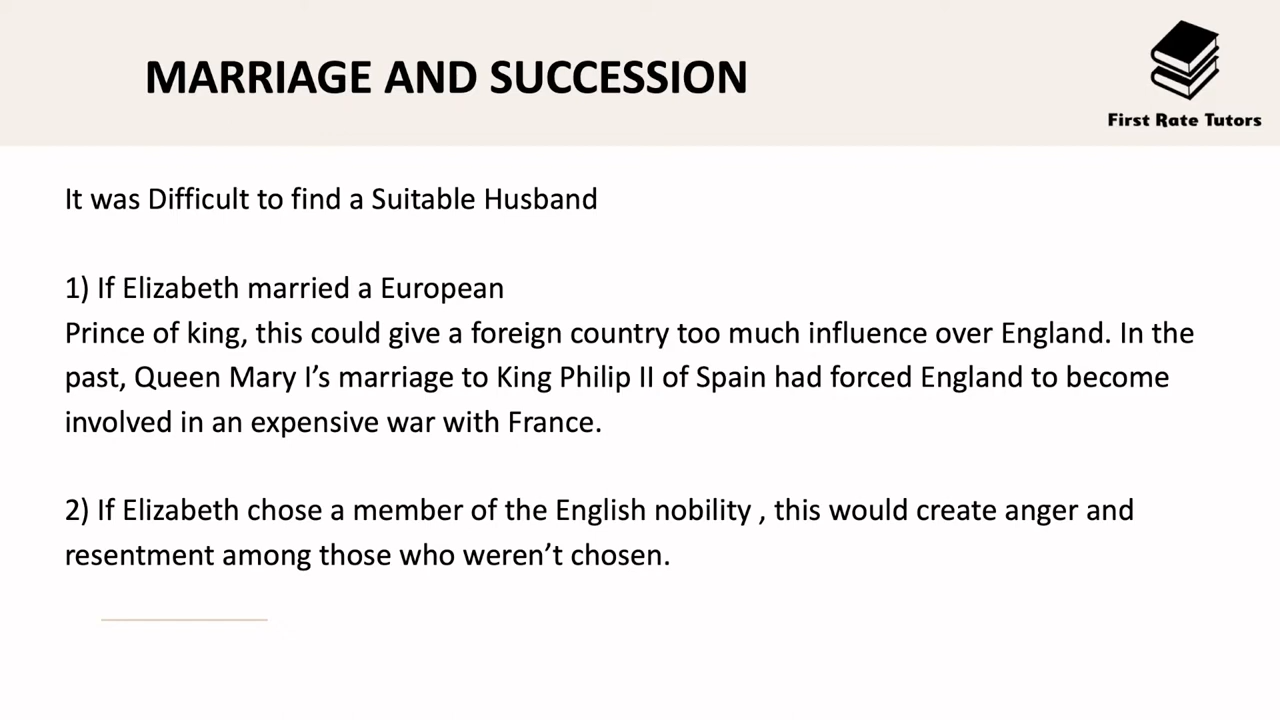 MARRIAGE AND SUCCESSION
First Rate Tutors
It was Difficult to find a Suitable Husband
1) If Elizabeth married a European
Prince of king, this could give a foreign country too much influence over England. In the
past, Queen Mary I’s marriage to King Philip II of Spain had forced England to become
involved in an expensive war with France.
2) If Elizabeth chose a member of the English nobility , this would create anger and
resentment among those who weren’t chosen.